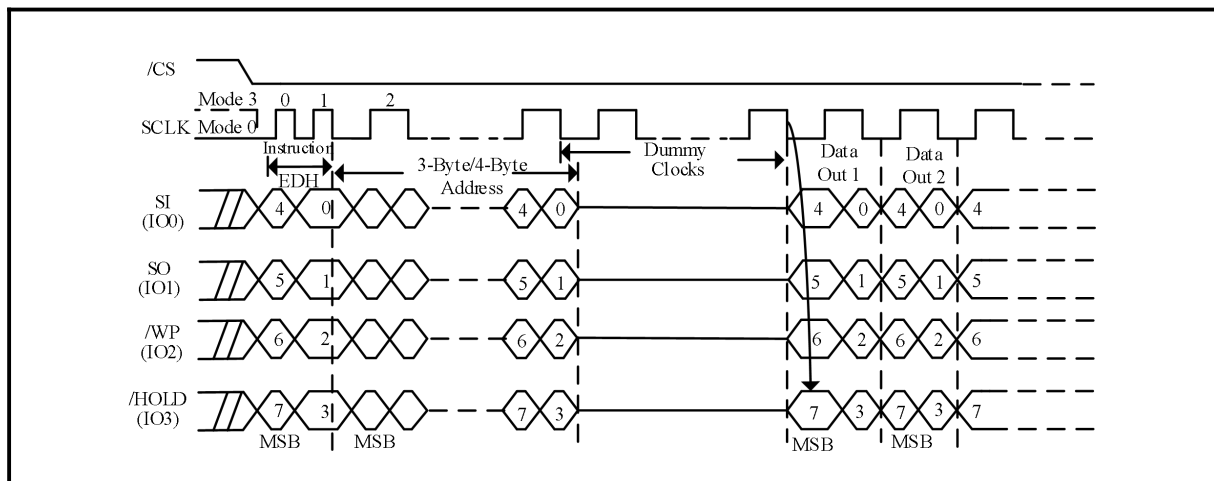 /CS
Mode 3 0 1 2
SCLK Mode 0
Instruction
EDH
3-Byte/4-Byte
Address
Dummy
Clocks
Data
Out 1
Data
Out 2
SI
(IO0)
4 0 4 0 4 0 4 0 4
SO
(IO1)
5 1 5 1 5 1 5 1 5
/WP
(IO2)
6 2 6 2 6 2 6 2 6
/HOLD
(IO3)
7 3 7 3 7 3 7 3 7
MSB MSB MSB MSB